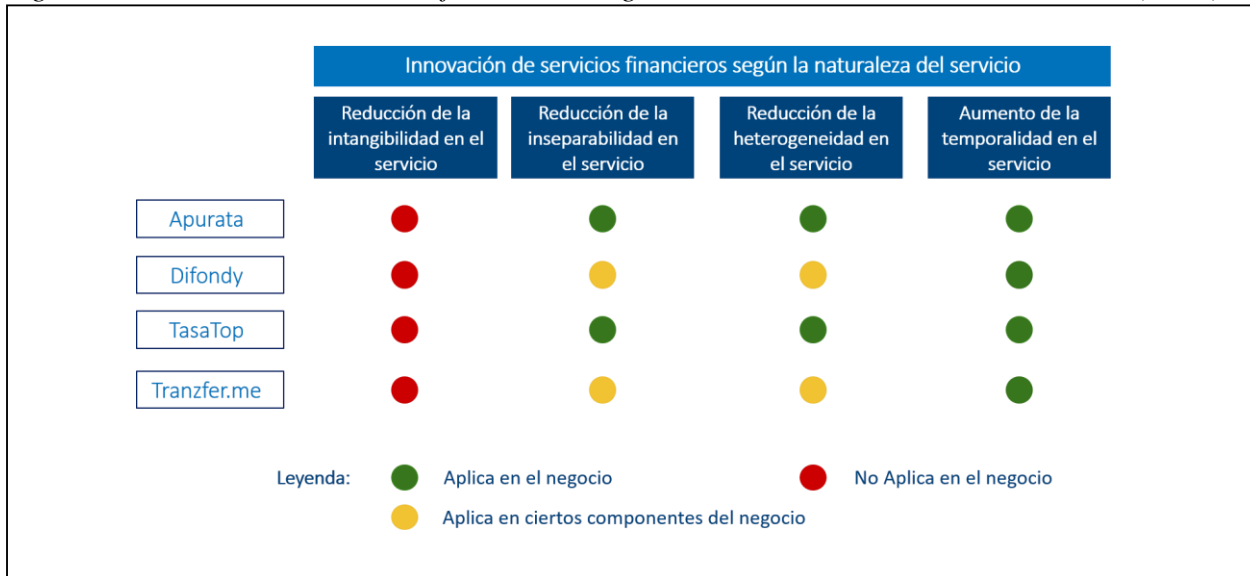 Innovación de servicios financieros según la naturaleza del servicio
Reducción de la
intangibilidad en el
servicio
Reducción de la
inseparabilidad en
el servicio
Reducción de la
heterogeneidad en
el servicio
Aumento de la
temporalidad en el
servicio
Apurata
Difondy
TasaTop
Tranzfer.me
Leyenda:
Aplica en el negocio
No Aplica en el negocio
Aplica en ciertos componentes del negocio